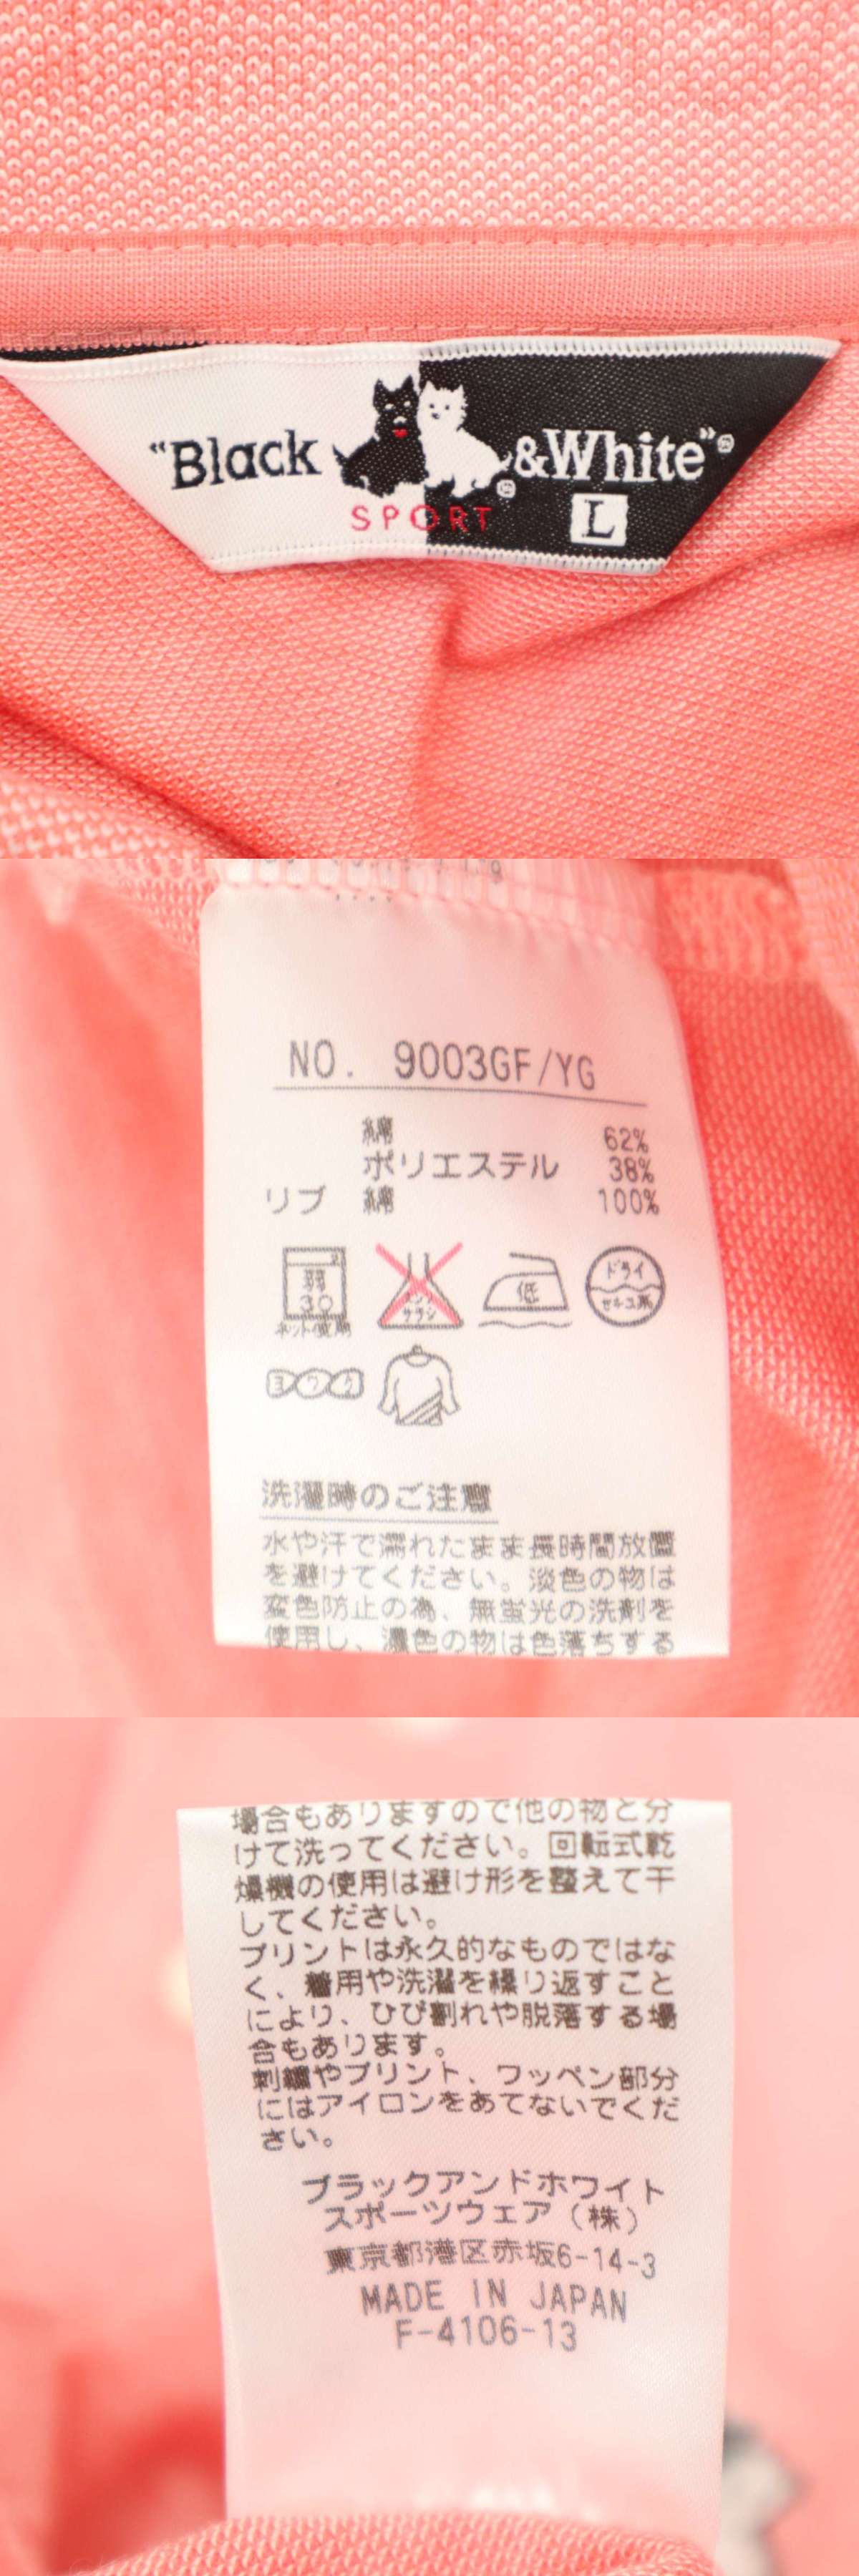 “Black &White”®
®
SPORT
L
NO. 9003GF/YG
綿 62%
ポリエステル 38%
リブ 綿 100%
弱
30
ネット使用
エンソ
サラシ
低
ドライ
セキユ系
ヨワク
洗濯時のご注意
水や汗で濡れたまま長時間放置
を避けてください。淡色の物は
変色防止の為、無蛍光の洗剤を
使用し、濃色の物は色落ちする
場合もありますので他の物と分
けて洗ってください。回転式乾
燥機の使用は避け形を整えて干
してください。
プリントは永久的なものではな
く、着用や洗濯を繰り返すこと
により、ひび割れや脱落する場
合もあります。
刺繍やプリント、ワッペン部分
にはアイロンをあてないでくだ
さい。
ブラックアンドホワイト
スポーツウェア（株）
東京都港区赤坂6-14-3
MADE IN JAPAN
F-4106-13